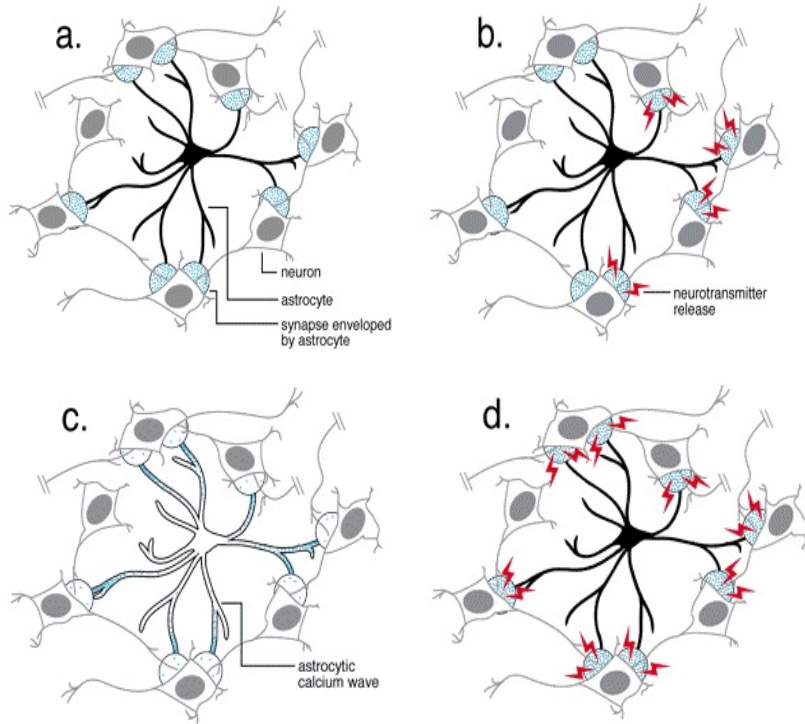 a.
b.
neuron
astrocyte
synapse enveloped
by astrocyte
neurotransmitter
release
c.
d.
astrocytic
calcium wave